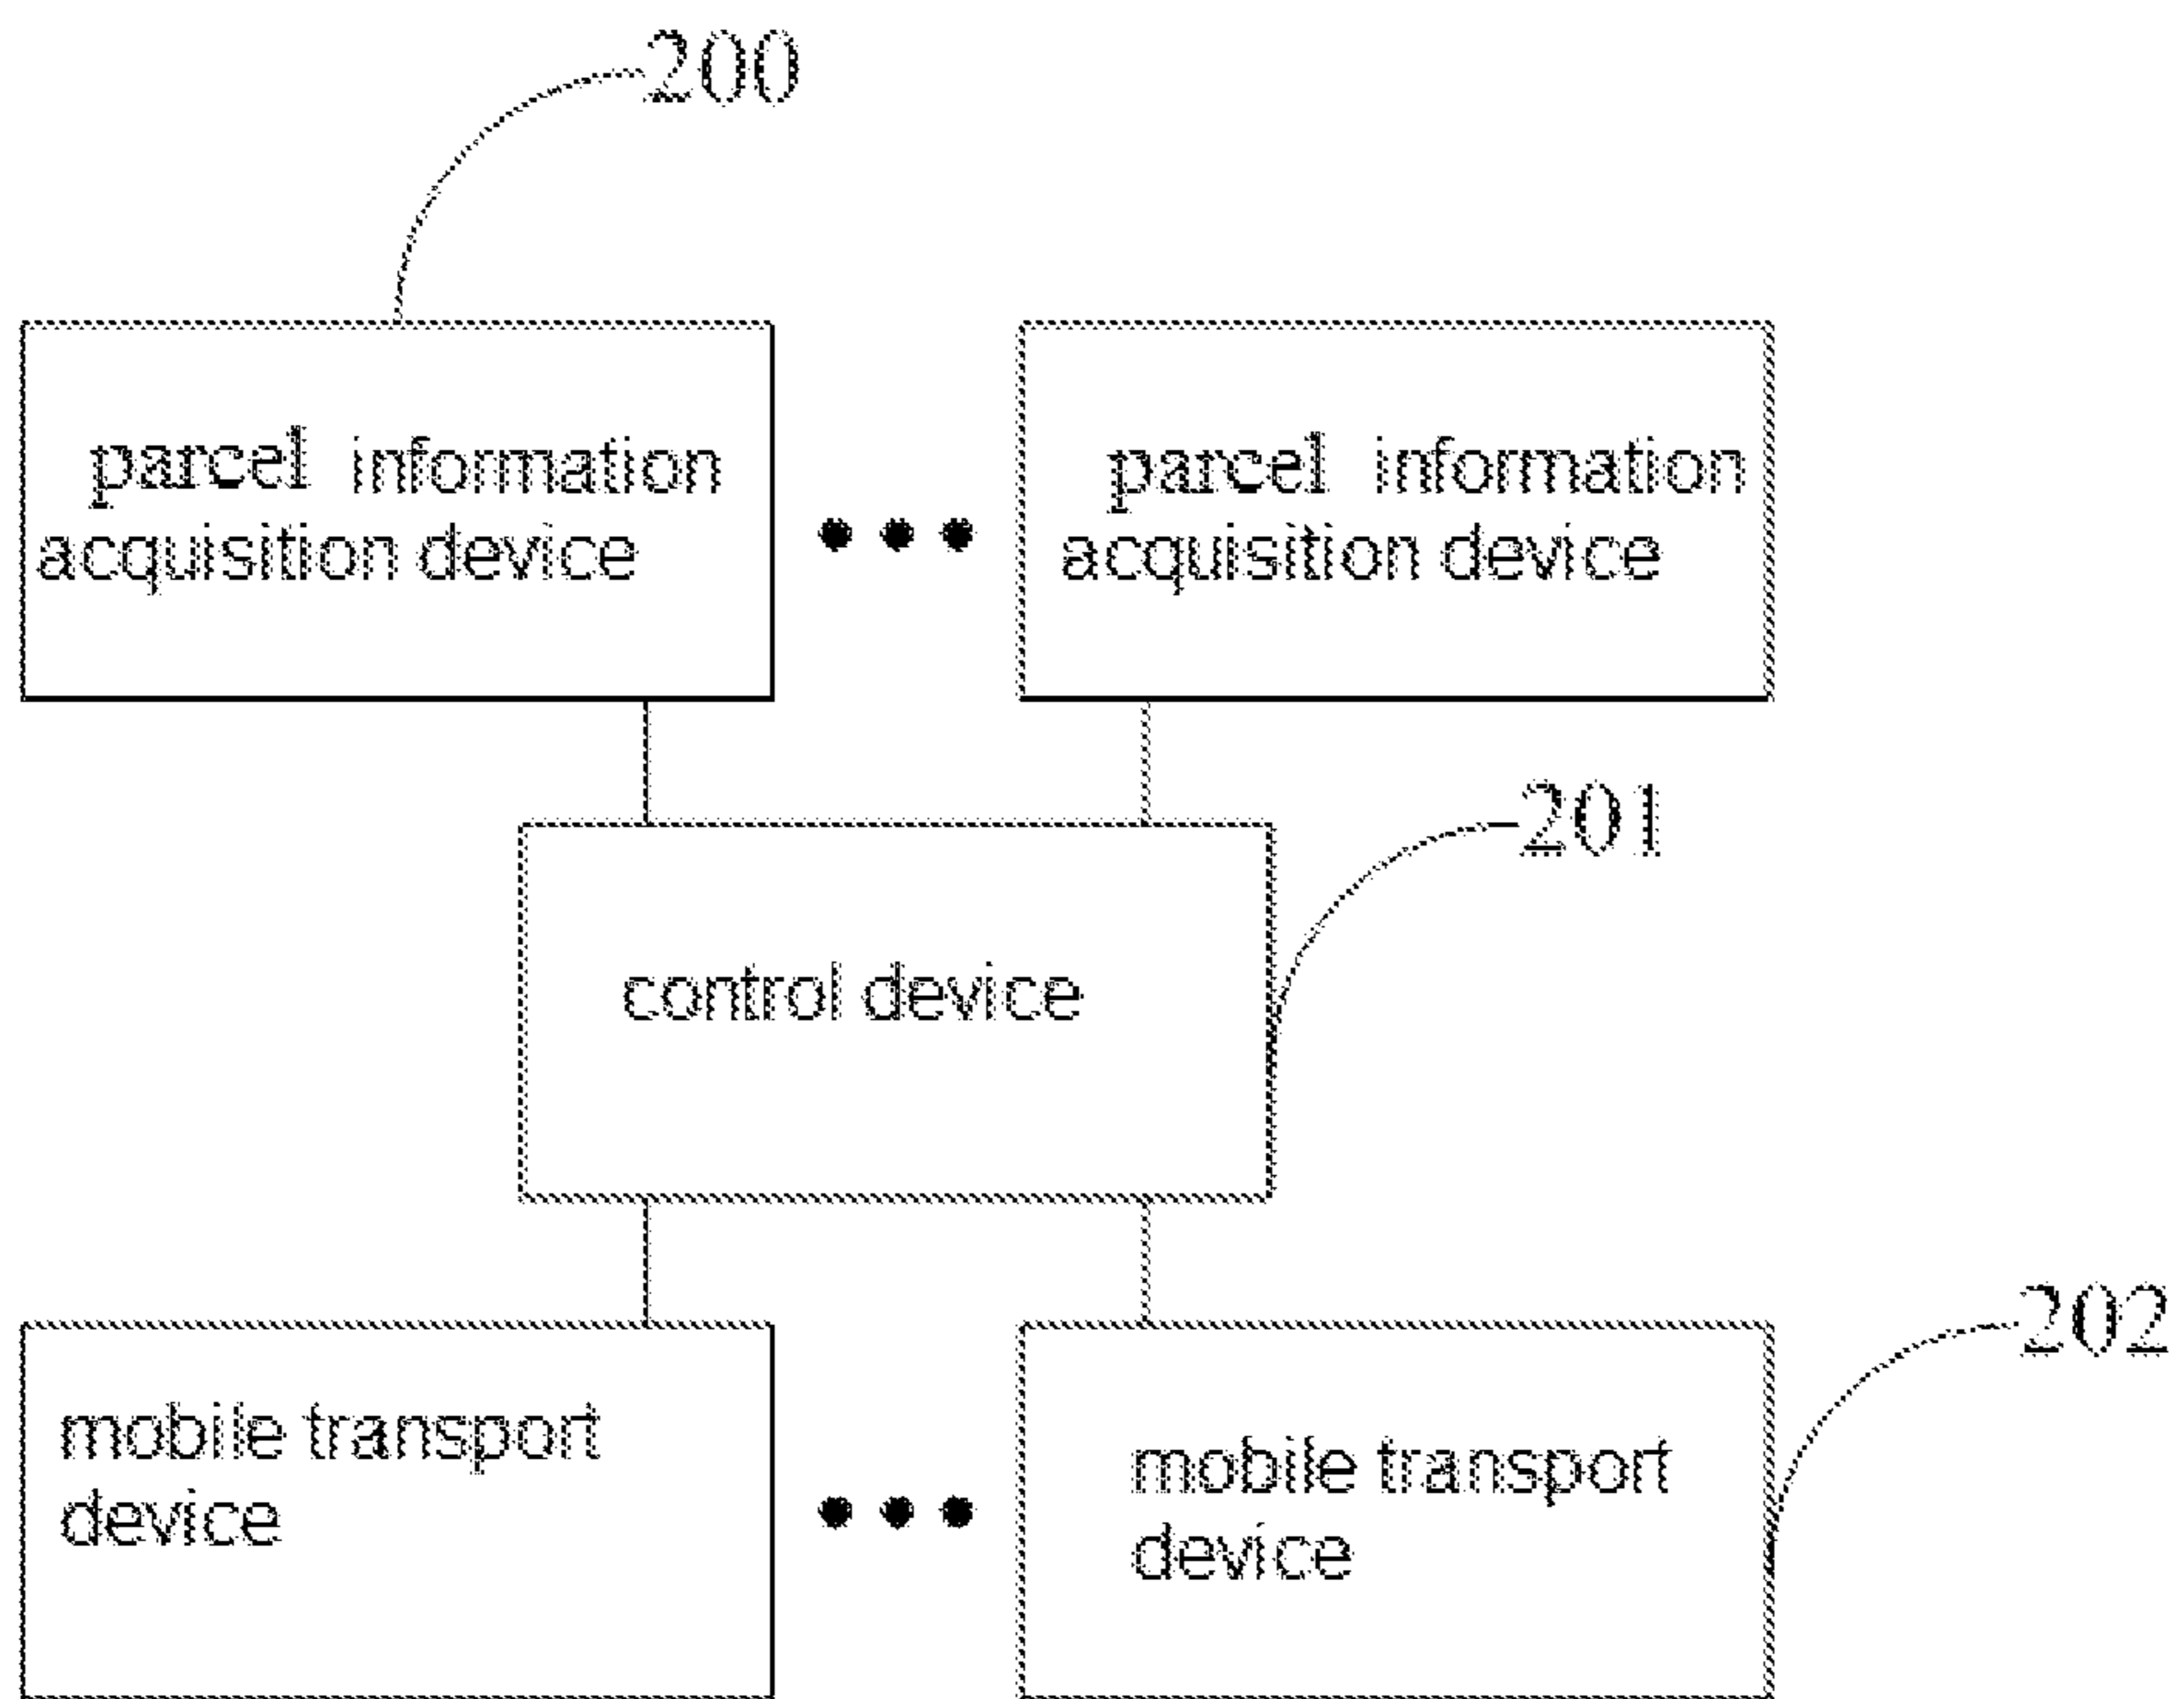 200
parcel information
acquisition device
parcel information
acquisition device
201
control device
202
mobile transport
device
mobile transport
device